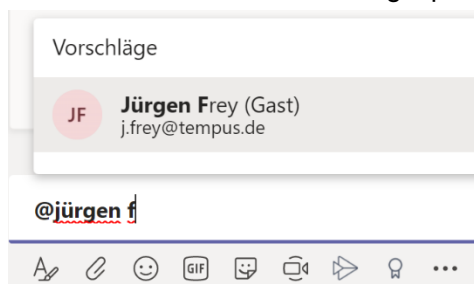 Vorschläge
JF
Jürgen Frey (Gast)
j.frey@tempus.de
@jürgen f
GIF